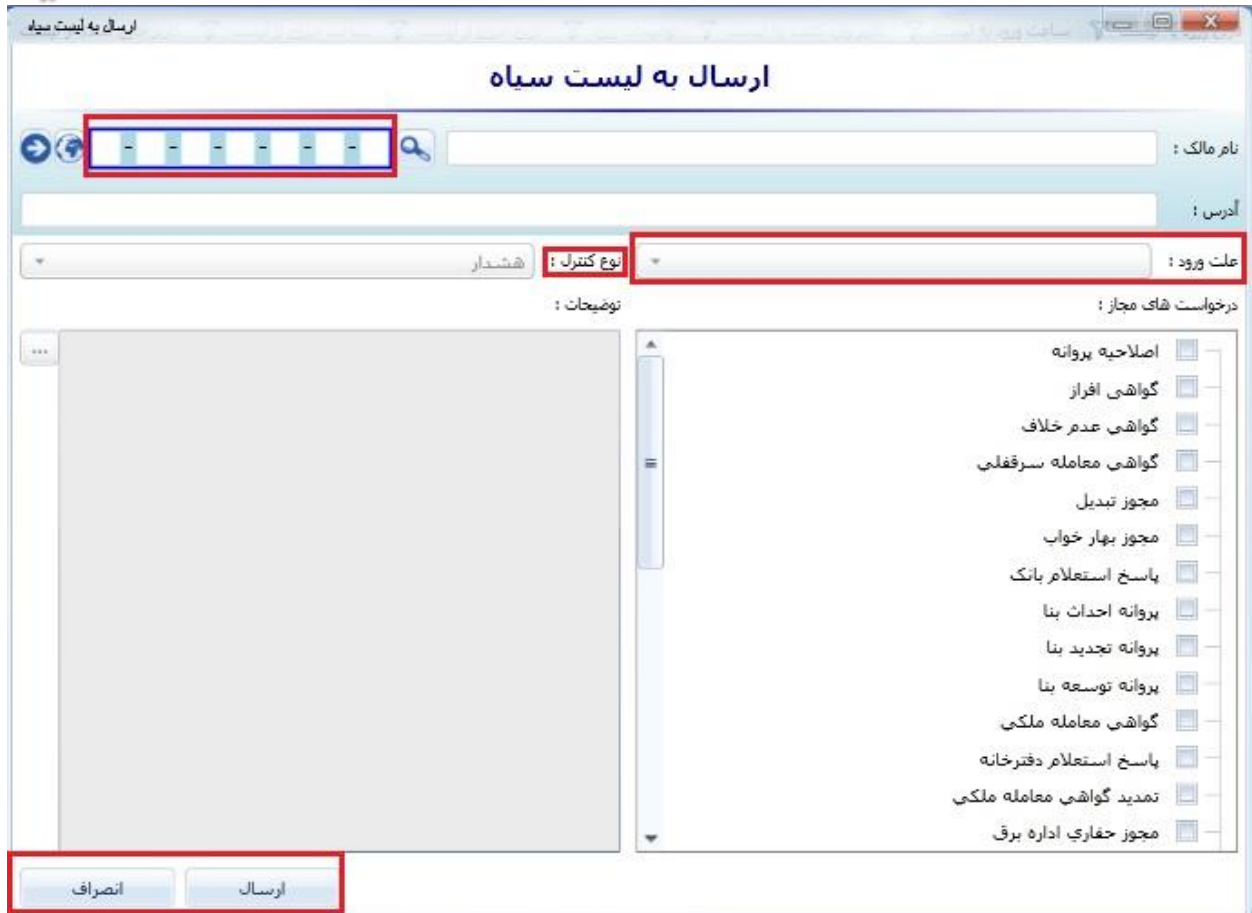 ارسال به لیست سیاه
ارسال به لیست سیاه
نام مالک :
- - - - - -
آدرس :
علت ورود :
نوع کنترل : هشدار
درخواست های مجاز :
توضیحات :
...
اصلاحیه پروانه
گواهی افراز
گواهی عدم خلاف
گواهی معامله سرقفلی
مجوز تبدیل
مجوز بهار خواب
پاسخ استعلام بانک
پروانه احداث بنا
پروانه تجدید بنا
پروانه توسعه بنا
گواهی معامله ملکی
پاسخ استعلام دفترخانه
تمدید گواهی معامله ملکی
مجوز حفاري اداره برق
ارسال
انصراف